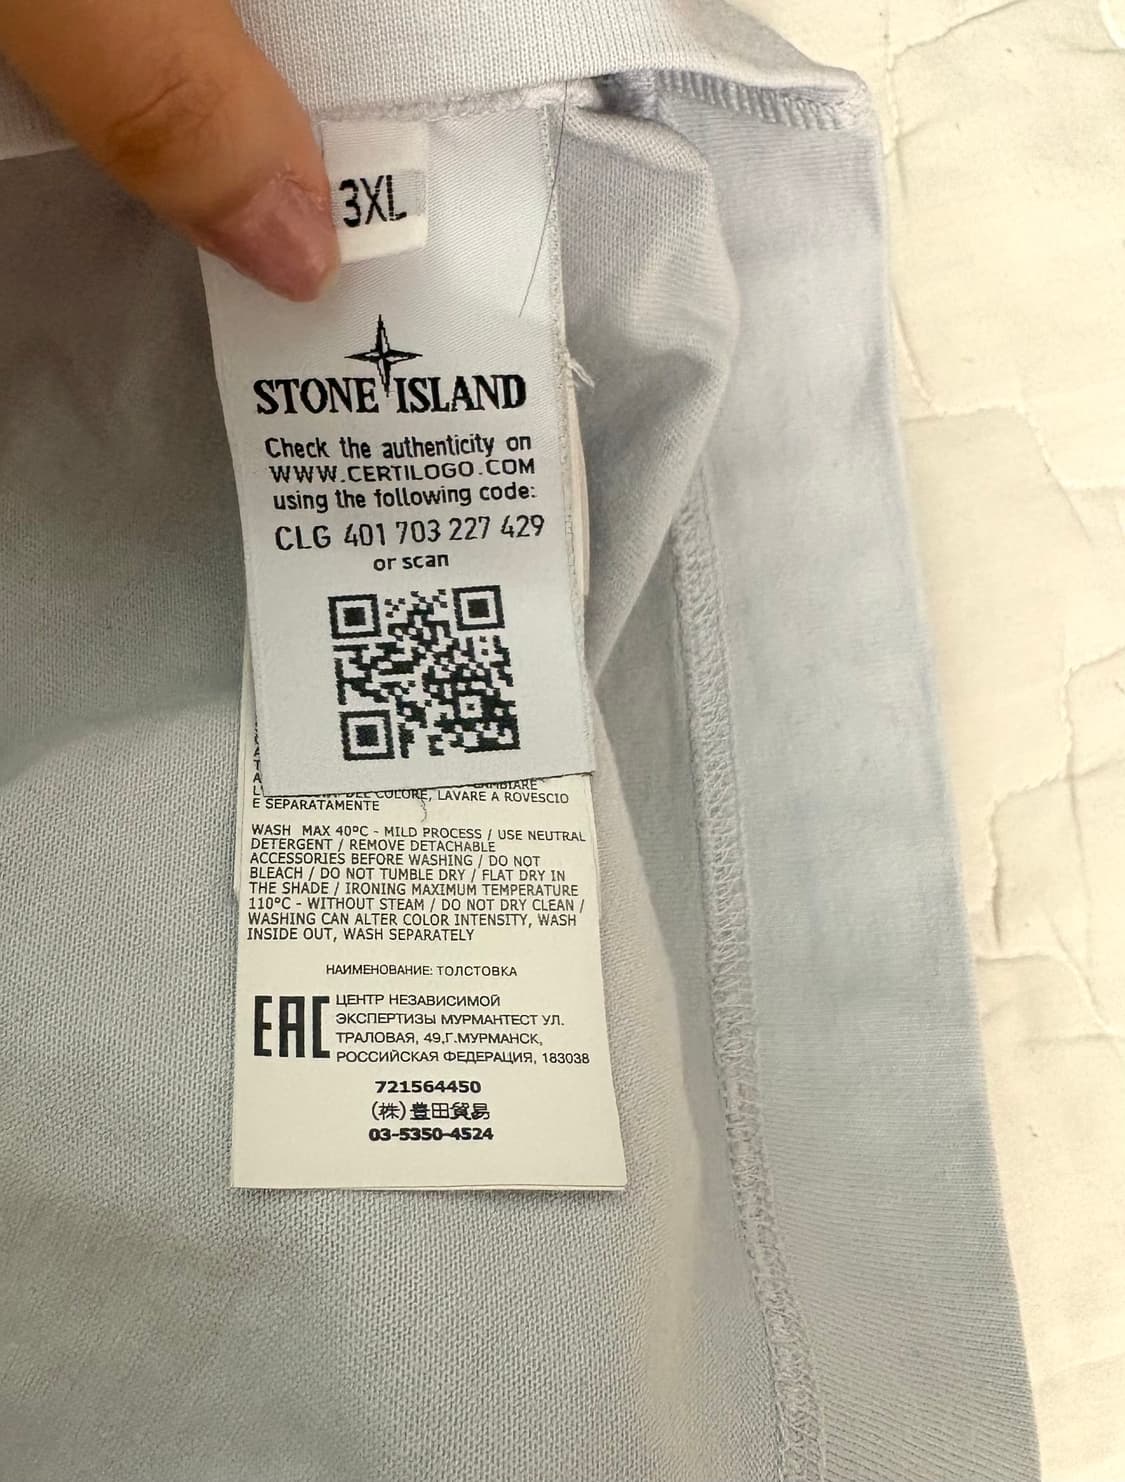 3XL
STONE ISLAND
Check the authenticity on
WWW.CERTILOGO.COM
using the following code:
CLG 401 703 227 429
or scan
COLORE, LAVARE A ROVESCIO
E SEPARATAMENTE
WASH MAX 40°C - MILD PROCESS / USE NEUTRAL
DETERGENT / REMOVE DETACHABLE
ACCESSORIES BEFORE WASHING / DO NOT
BLEACH / DO NOT TUMBLE DRY / FLAT DRY IN
THE SHADE / IRONING MAXIMUM TEMPERATURE
110°C - WITHOUT STEAM / DO NOT DRY CLEAN /
WASHING CAN ALTER COLOR INTENSITY, WASH
INSIDE OUT, WASH SEPARATELY
НАИМЕНОВАНИЕ: ТОЛСТОВКА
EAC
ЦЕНТР НЕЗАВИСИМОЙ
ЭКСПЕРТИЗЫ МУРМАНТЕСТ УЛ.
ТРАЛОВАЯ, 49,Г.МУРМАНСК,
РОССИЙСКАЯ ФЕДЕРАЦИЯ, 183038
721564450
(株)豊田貿易
03-5350-4524